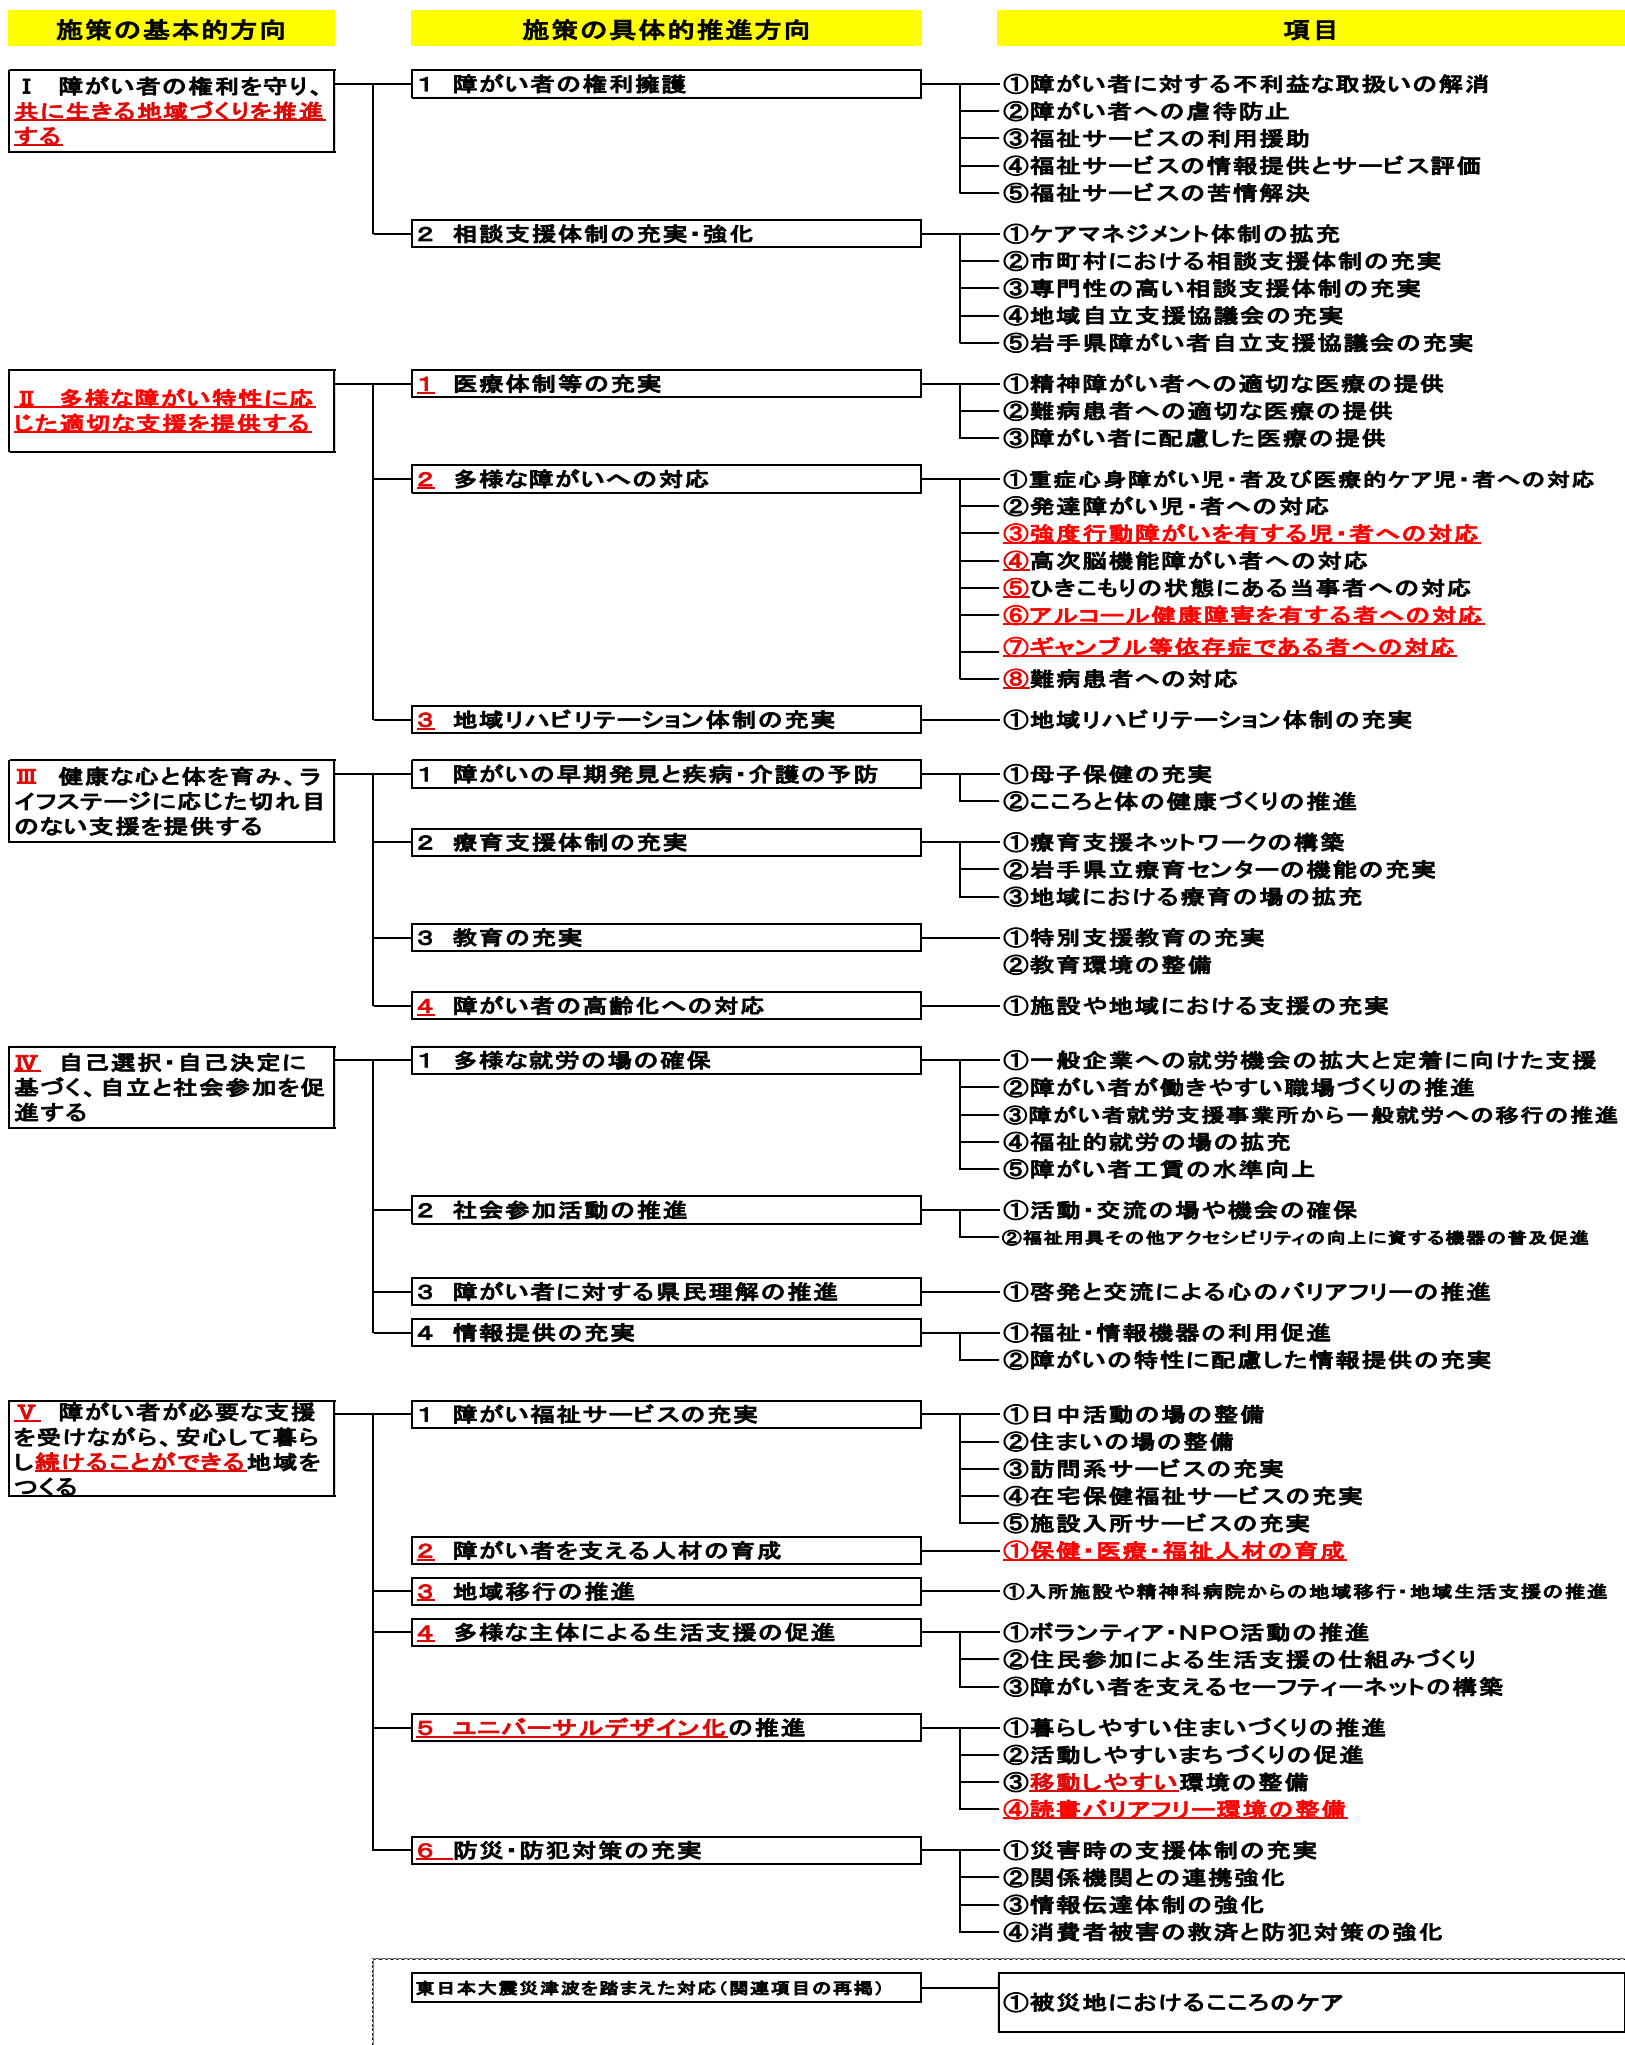 施策の基本的方向
施策の具体的推進方向
項目
Ⅰ　障がい者の権利を守り、
共に生きる地域づくりを推進
する
1　障がい者の権利擁護
①障がい者に対する不利益な取扱いの解消
②障がい者への虐待防止
③福祉サービスの利用援助
④福祉サービスの情報提供とサービス評価
⑤福祉サービスの苦情解決
2　相談支援体制の充実・強化
①ケアマネジメント体制の拡充
②市町村における相談支援体制の充実
③専門性の高い相談支援体制の充実
④地域自立支援協議会の充実
⑤岩手県障がい者自立支援協議会の充実
Ⅱ　多様な障がい特性に応
じた適切な支援を提供する
1　医療体制等の充実
①精神障がい者への適切な医療の提供
②難病患者への適切な医療の提供
③障がい者に配慮した医療の提供
2　多様な障がいへの対応
①重症心身障がい児・者及び医療的ケア児・者への対応
②発達障がい児・者への対応
③強度行動障がいを有する児・者への対応
④高次脳機能障がい者への対応
⑤ひきこもりの状態にある当事者への対応
⑥アルコール健康障害を有する者への対応
⑦ギャンブル等依存症である者への対応
⑧難病患者への対応
3　地域リハビリテーション体制の充実
①地域リハビリテーション体制の充実
Ⅲ　健康な心と体を育み、ラ
イフステージに応じた切れ目
のない支援を提供する
1　障がいの早期発見と疾病・介護の予防
①母子保健の充実
②こころと体の健康づくりの推進
2　療育支援体制の充実
①療育支援ネットワークの構築
②岩手県立療育センターの機能の充実
③地域における療育の場の拡充
3　教育の充実
①特別支援教育の充実
②教育環境の整備
4　障がい者の高齢化への対応
①施設や地域における支援の充実
Ⅳ　自己選択・自己決定に
基づく、自立と社会参加を促
進する
1　多様な就労の場の確保
①一般企業への就労機会の拡大と定着に向けた支援
②障がい者が働きやすい職場づくりの推進
③障がい者就労支援事業所から一般就労への移行の推進
④福祉的就労の場の拡充
⑤障がい者工賃の水準向上
2　社会参加活動の推進
①活動・交流の場や機会の確保
②福祉用具その他アクセシビリティの向上に資する機器の普及促進
3　障がい者に対する県民理解の推進
①啓発と交流による心のバリアフリーの推進
4　情報提供の充実
①福祉・情報機器の利用促進
②障がいの特性に配慮した情報提供の充実
Ⅴ　障がい者が必要な支援
を受けながら、安心して暮ら
し続けることができる地域を
つくる
1　障がい福祉サービスの充実
①日中活動の場の整備
②住まいの場の整備
③訪問系サービスの充実
④在宅保健福祉サービスの充実
⑤施設入所サービスの充実
2　障がい者を支える人材の育成
①保健・医療・福祉人材の育成
3　地域移行の推進
①入所施設や精神科病院からの地域移行・地域生活支援の推進
4　多様な主体による生活支援の促進
①ボランティア・NPO活動の推進
②住民参加による生活支援の仕組みづくり
③障がい者を支えるセーフティーネットの構築
5　ユニバーサルデザイン化の推進
①暮らしやすい住まいづくりの推進
②活動しやすいまちづくりの促進
③移動しやすい環境の整備
④読書バリアフリー環境の整備
6　防災・防犯対策の充実
①災害時の支援体制の充実
②関係機関との連携強化
③情報伝達体制の強化
④消費者被害の救済と防犯対策の強化
東日本大震災津波を踏まえた対応（関連項目の再掲）
①被災地におけるこころのケア